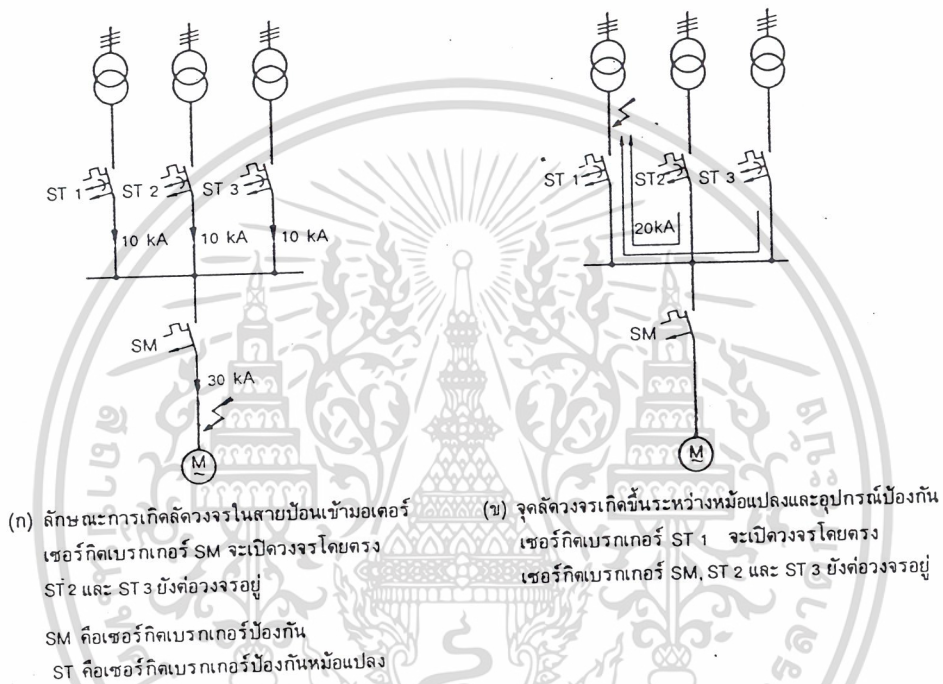 ST 1
ST 2
ST 3
10 kA
10 kA
10 kA
SM
30 kA
M
ST 1
ST2
ST 3
20kA
SM
M
(ก) ลักษณะการเกิดลัดวงจรในสายป้อนเข้ามอเตอร์
เซอร์กิตเบรกเกอร์ SM จะเปิดวงจรโดยตรง
ST 2 และ ST 3 ยังต่อวงจรอยู่
SM คือเซอร์กิตเบรกเกอร์ป้องกัน
ST คือเซอร์กิตเบรกเกอร์ป้องกันหม้อแปลง
(ข) จุดลัดวงจรเกิดขึ้นระหว่างหม้อแปลงและอุปกรณ์ป้องกัน
เซอร์กิตเบรกเกอร์ ST 1 จะเปิดวงจรโดยตรง
เซอร์กิตเบรกเกอร์ SM, ST 2 และ ST 3 ยังต่อวงจรอยู่